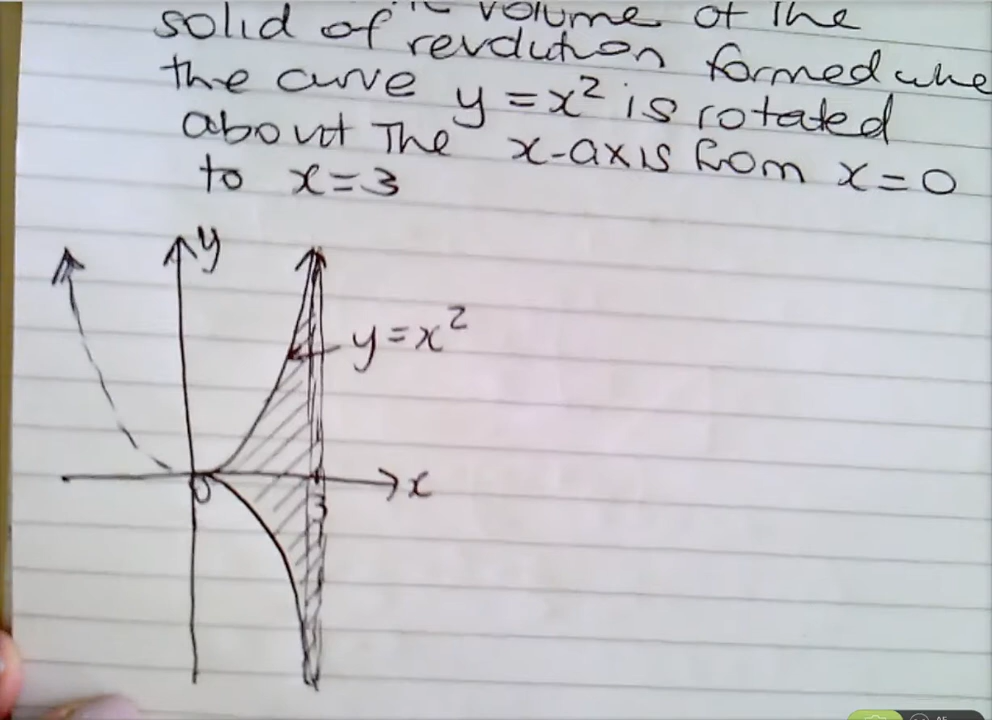 volume of the
solid of revolution formed whe
the curve y = x² is rotated
about the x-axis from x = 0
to x = 3
y
y = x²
x
0
3